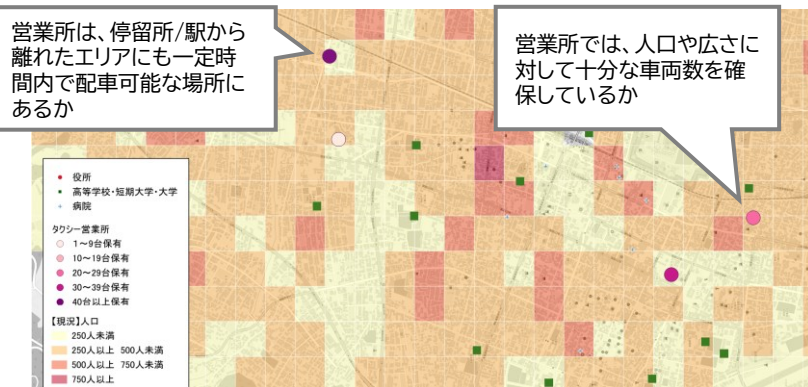 営業所は、停留所/駅から
離れたエリアにも一定時
間内で配車可能な場所に
あるか
営業所では、人口や広さに
対して十分な車両数を確
保しているか
役所
高等学校・短期大学・大学
病院
タクシー営業所
1～9台保有
10～19台保有
20～29台保有
30～39台保有
40台以上保有
【現況】人口
250人未満
250人以上 500人未満
500人以上 750人未満
750人以上